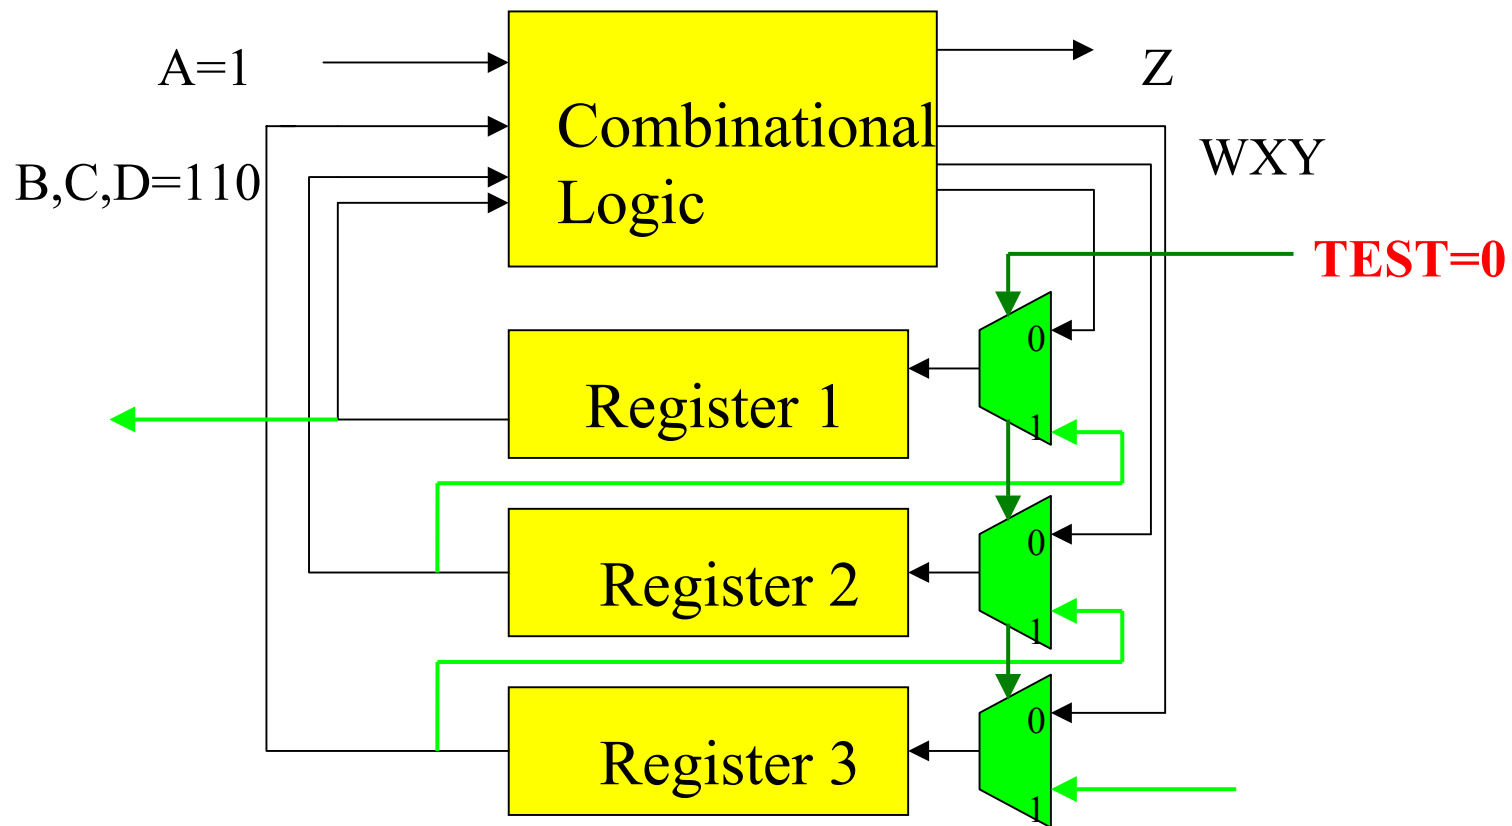 A=1
Z
Combinational
Logic
WXY
B,C,D=110
TEST=0
0
Register 1
1
0
Register 2
1
0
Register 3
1